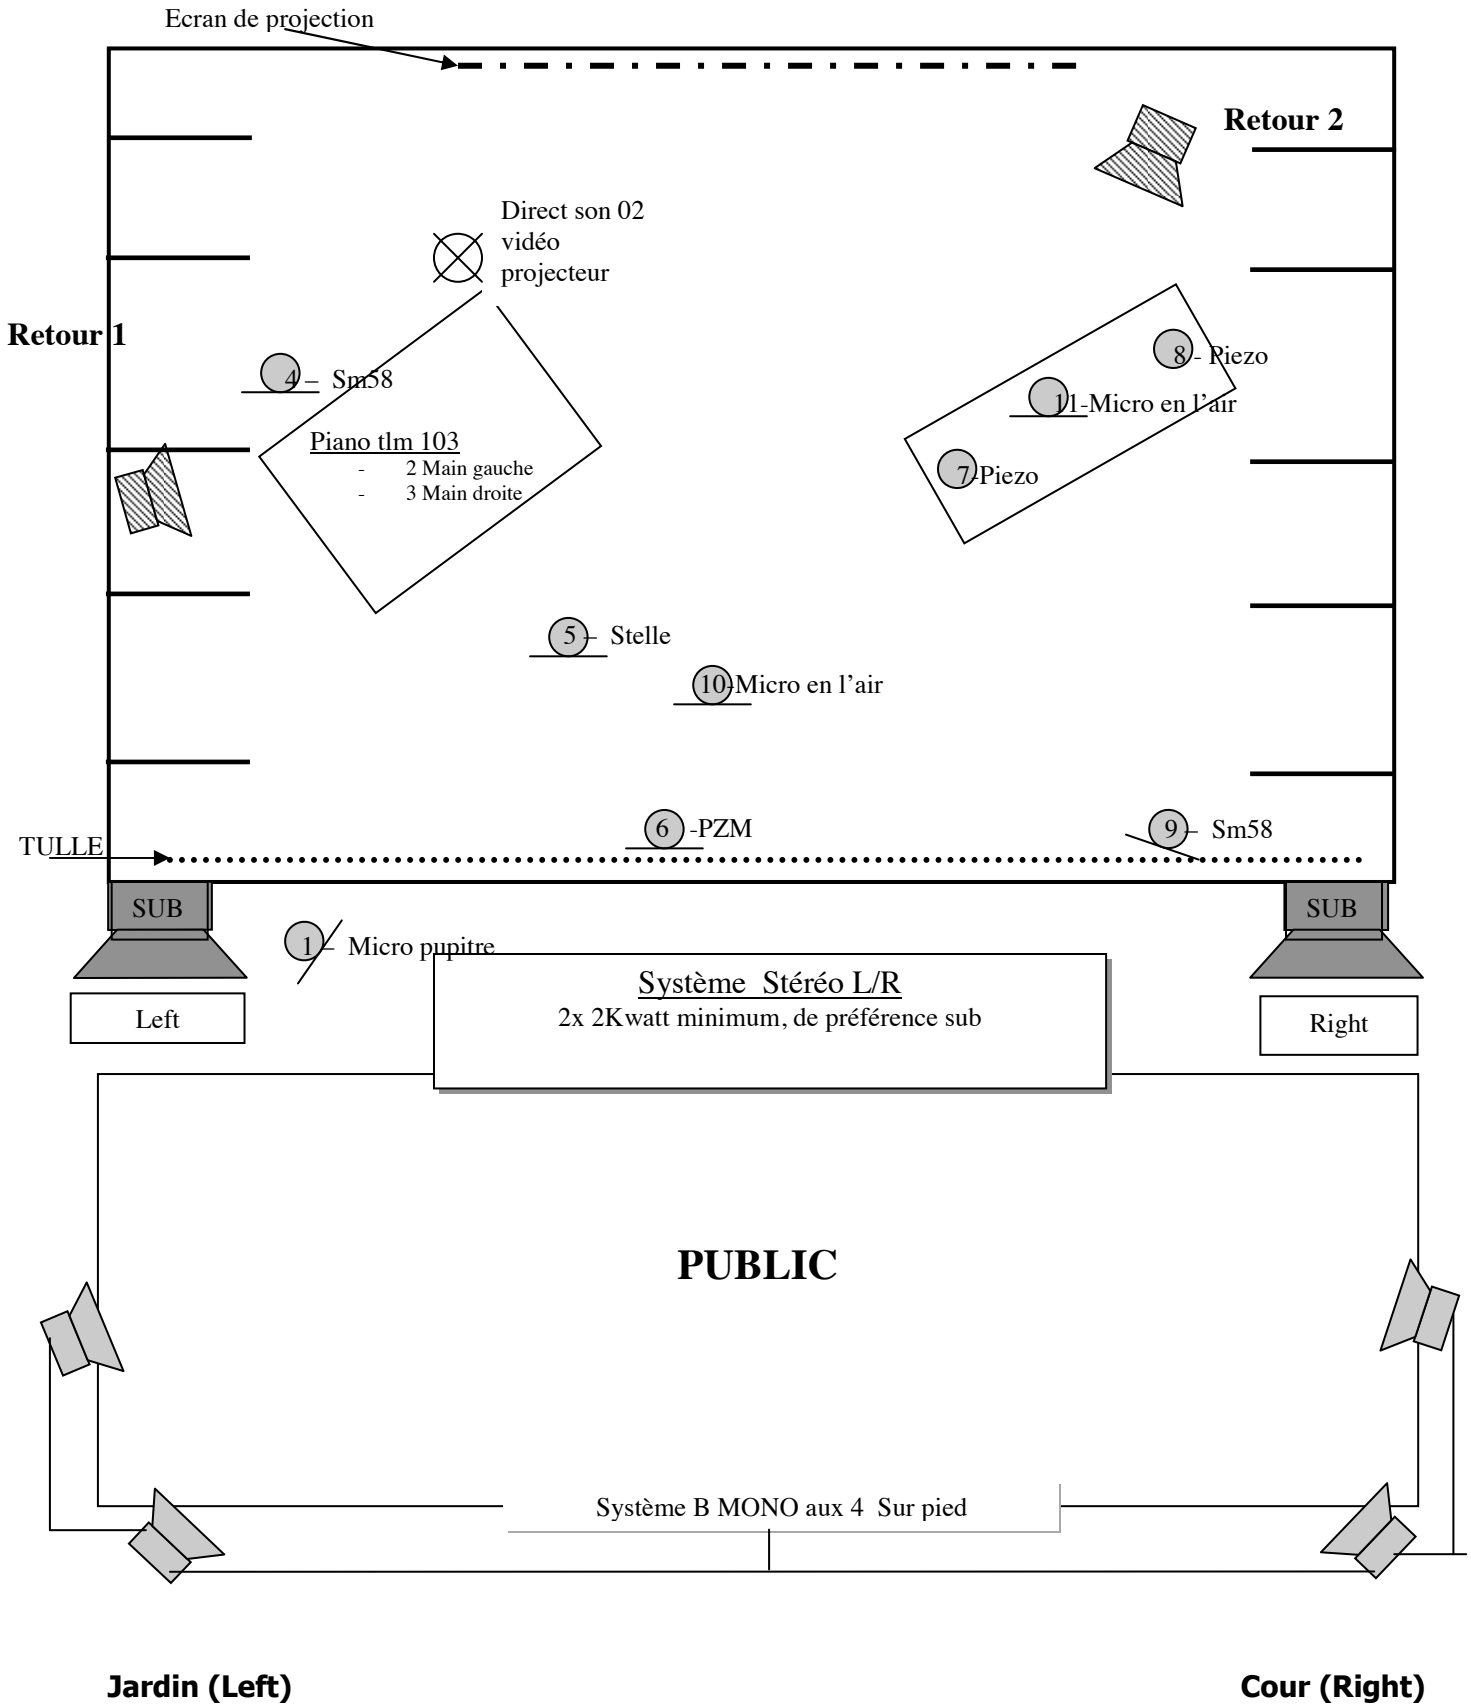 Ecran de projection
Retour 2
Direct son 02
vidéo
projecteur
Retour 1
8 - Piezo
4 – Sm58
11-Micro en l'air
Piano tlm 103
- 2 Main gauche
- 3 Main droite
7-Piezo
5 – Stelle
10-Micro en l'air
6 -PZM
9 – Sm58
TULLE
SUB
SUB
1 – Micro pupitre
Système Stéréo L/R
2x 2Kwatt minimum, de préférence sub
Left
Right
PUBLIC
Système B MONO aux 4 Sur pied
Jardin (Left)
Cour (Right)